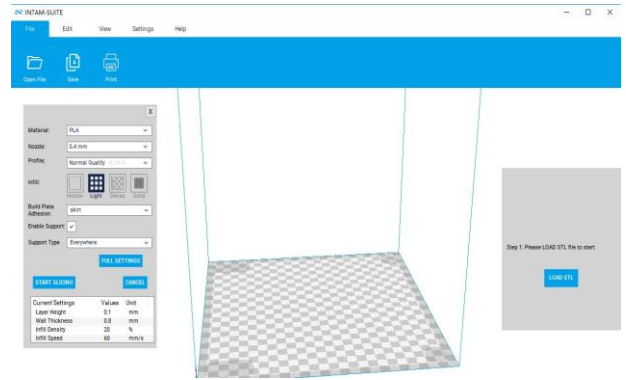 INTAM-SUITE
File Edit View Settings Help
Open File Save Print
X
Material: PLA
Nozzle: 0.4 mm
Profile: Normal Quality
Infill:
Hollow Light Dense Solid
Build Plate
Adhesion: skirt
Enable Support:
Support Type Everywhere
FULL SETTINGS
START SLICING CANCEL
Current Settings Values Unit
Layer Height 0.1 mm
Wall Thickness 0.8 mm
Infill Density 20 %
Infill Speed 60 mm/s
Step 1: Please LOAD STL file to start
LOAD STL